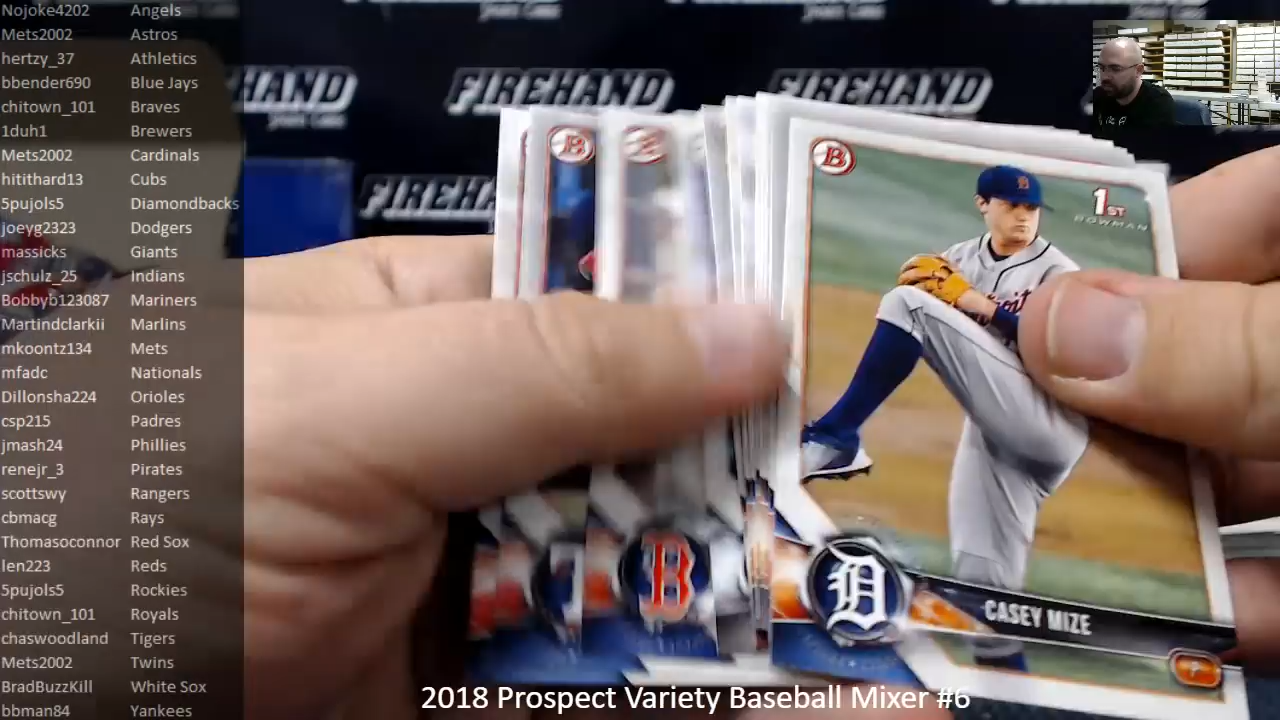 Nojoke4202 Angels
Mets2002 Astros
hertzy_37 Athletics
bbender690 Blue Jays
chitown_101 Braves
1duh1 Brewers
Mets2002 Cardinals
hitithard13 Cubs
5pujols5 Diamondbacks
joeyg2323 Dodgers
massicks Giants
jschulz_25 Indians
Bobbyb123087 Mariners
Martindclarkii Marlins
mkoontz134 Mets
mfadc Nationals
Dillonsha224 Orioles
csp215 Padres
jmash24 Phillies
renejr_3 Pirates
scottswy Rangers
cbmacg Rays
Thomasoconnor Red Sox
len223 Reds
5pujols5 Rockies
chitown_101 Royals
chaswoodland Tigers
Mets2002 Twins
BradBuzzKill White Sox
bbman84 Yankees
FIREHAND
FIREHAND
FIREHAND
B
B
B
1ST
BOWMAN
B
D
CASEY MIZE
P
2018 Prospect Variety Baseball Mixer #6